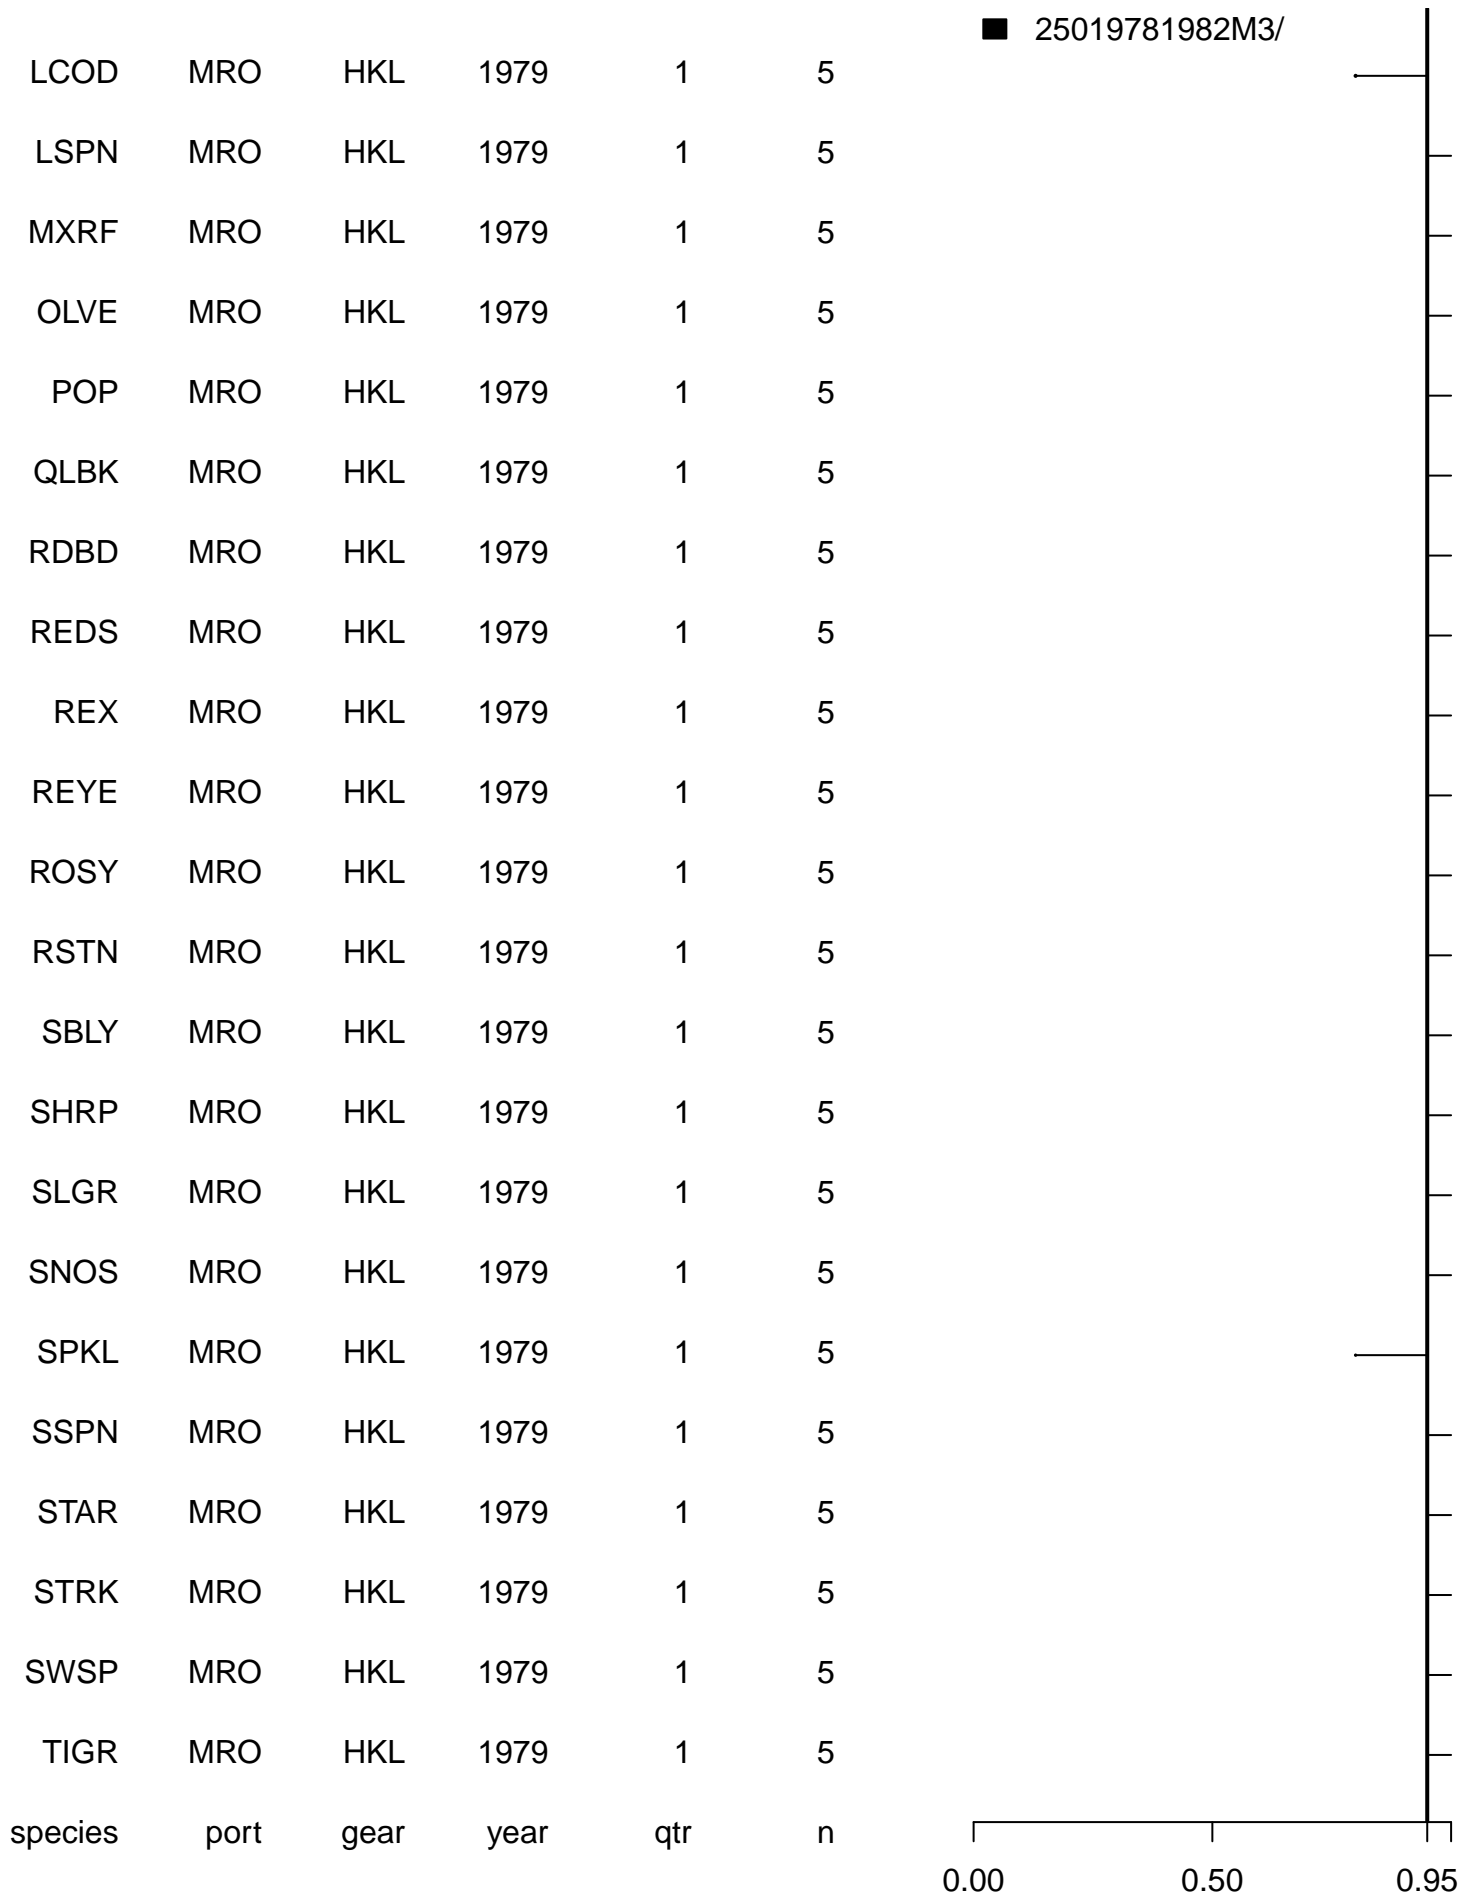 25019781982M3/
LCOD MRO HKL 1979 1 5
LSPN MRO HKL 1979 1 5
MXRF MRO HKL 1979 1 5
OLVE MRO HKL 1979 1 5
POP MRO HKL 1979 1 5
QLBK MRO HKL 1979 1 5
RDBD MRO HKL 1979 1 5
REDS MRO HKL 1979 1 5
REX MRO HKL 1979 1 5
REYE MRO HKL 1979 1 5
ROSY MRO HKL 1979 1 5
RSTN MRO HKL 1979 1 5
SBLY MRO HKL 1979 1 5
SHRP MRO HKL 1979 1 5
SLGR MRO HKL 1979 1 5
SNOS MRO HKL 1979 1 5
SPKL MRO HKL 1979 1 5
SSPN MRO HKL 1979 1 5
STAR MRO HKL 1979 1 5
STRK MRO HKL 1979 1 5
SWSP MRO HKL 1979 1 5
TIGR MRO HKL 1979 1 5
species port gear year qtr n
0.00 0.50 0.95